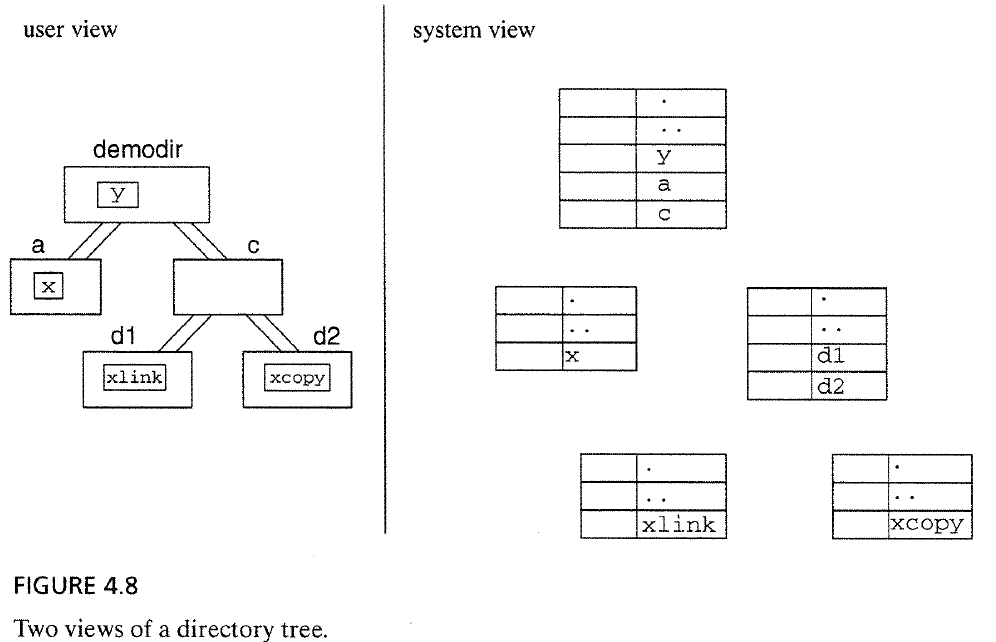 user view
system view
demodir
y
a
c
x
d1
d2
xlink
xcopy
.
..
y
a
c
.
..
x
.
..
d1
d2
.
..
xlink
.
..
xcopy
FIGURE 4.8
Two views of a directory tree.